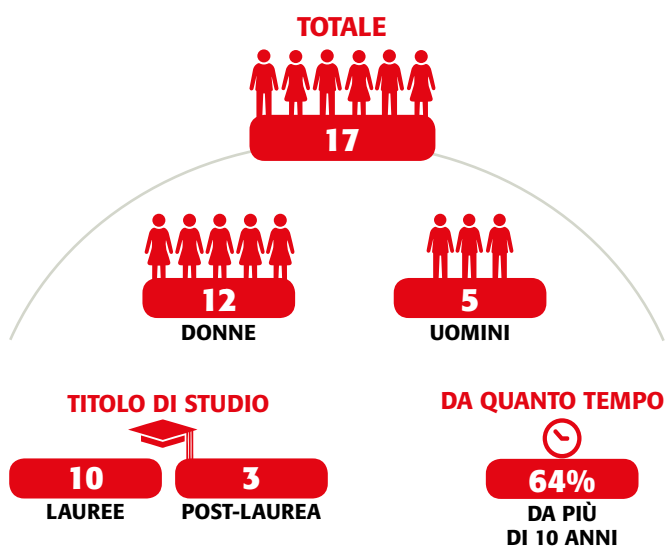 TOTALE
17
12
DONNE
5
UOMINI
TITOLO DI STUDIO
10
LAUREE
3
POST-LAUREA
DA QUANTO TEMPO
64%
DA PIÙ
DI 10 ANNI